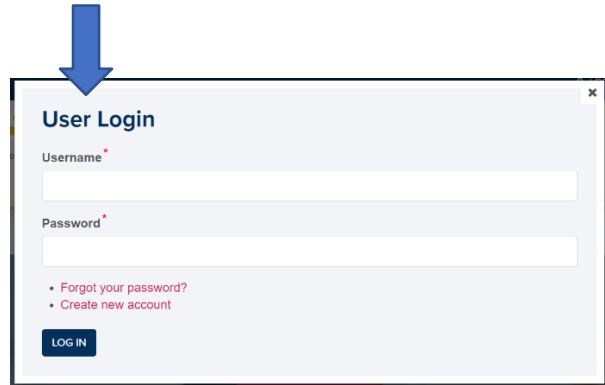 User Login
Username*
Password*
• Forgot your password?
• Create new account
LOG IN